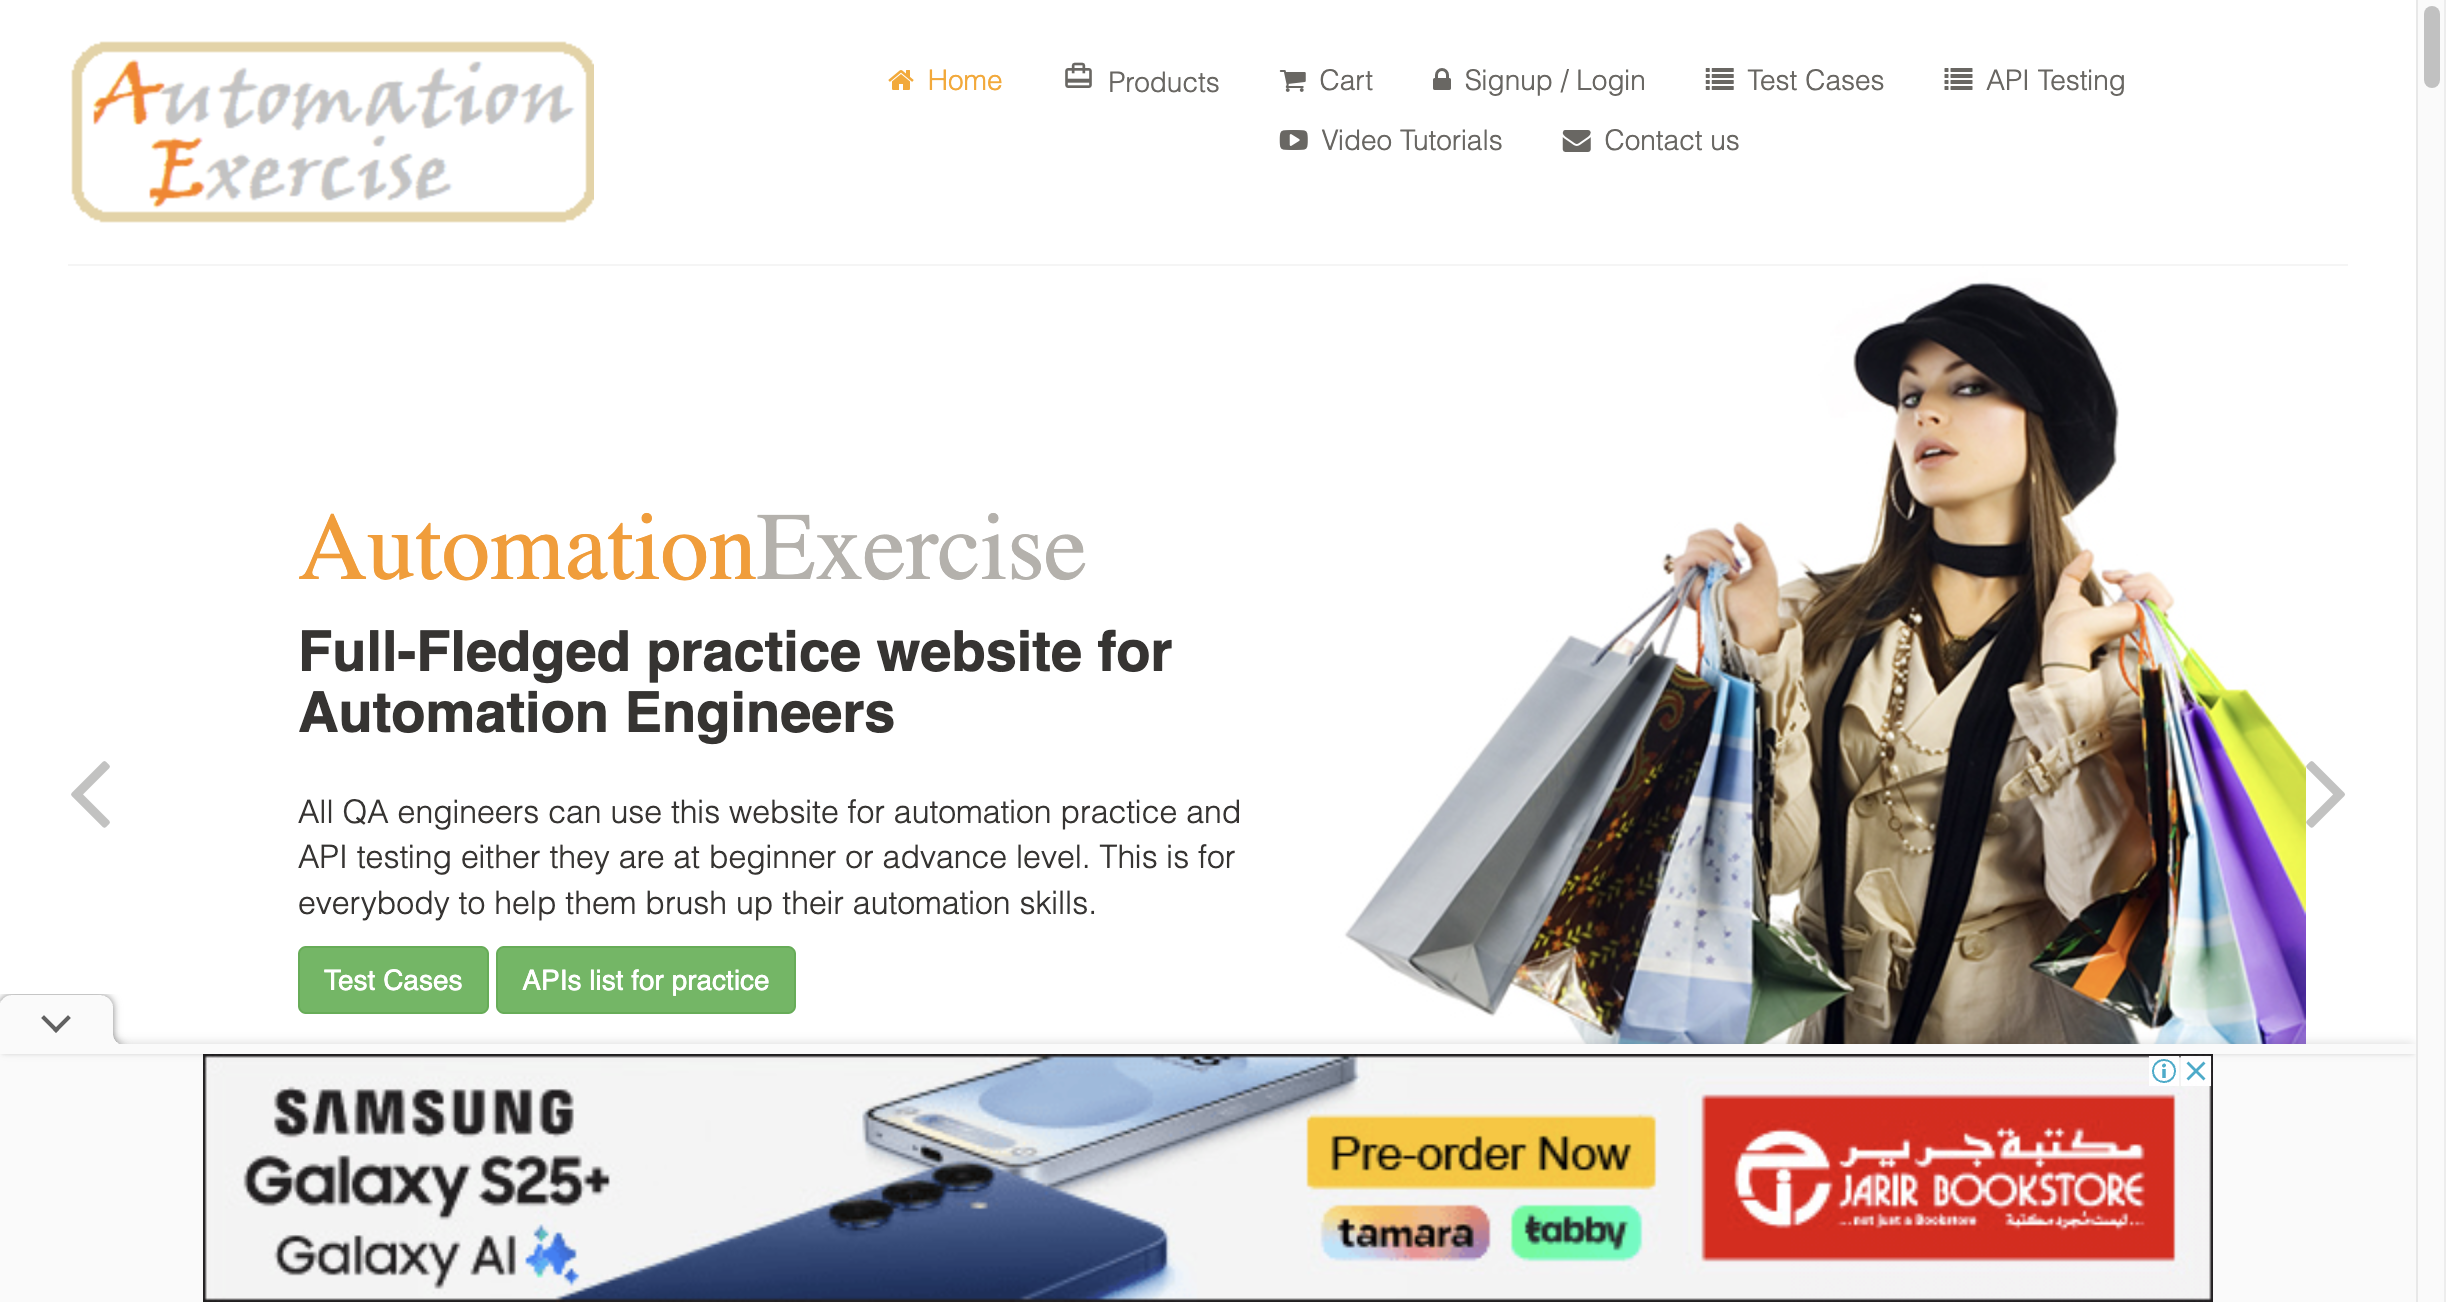 Automation
Exercise
Home
Products
Cart
Signup / Login
Test Cases
API Testing
Video Tutorials
Contact us
AutomationExercise
Full-Fledged practice website for
Automation Engineers
All QA engineers can use this website for automation practice and
API testing either they are at beginner or advance level. This is for
everybody to help them brush up their automation skills.
Test Cases
APIs list for practice
SAMSUNG
Galaxy S25+
Galaxy AI
Pre-order Now
tamara
tabby
مكتبة جرير
JARIR BOOKSTORE
...not just a Bookstore
...ليست مجرد مكتبة